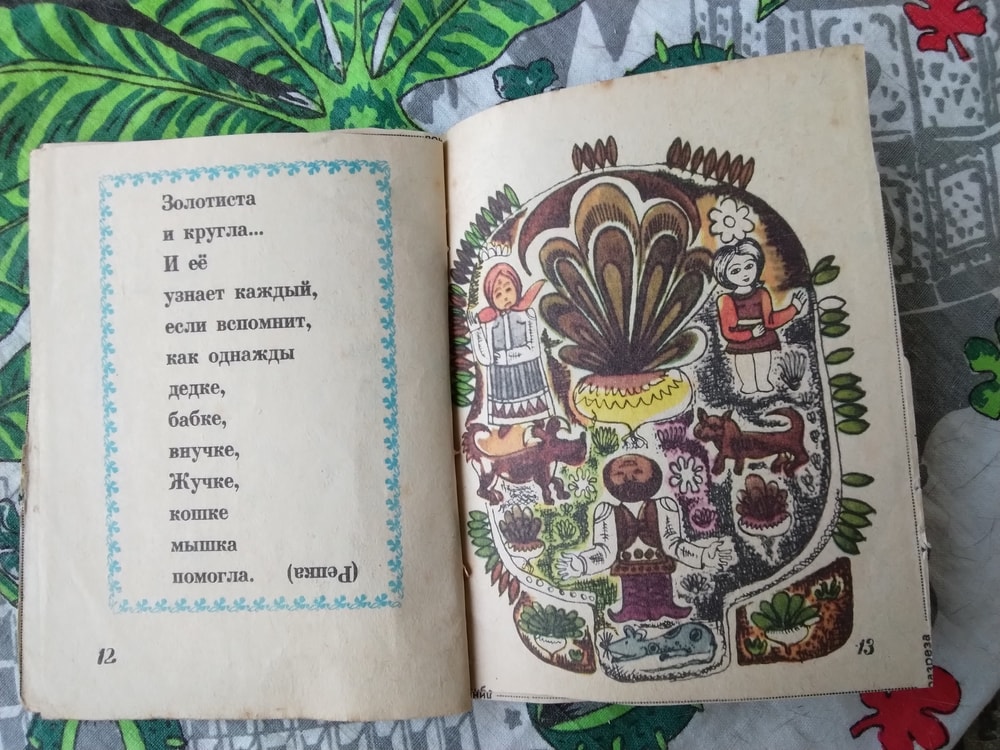 Золотиста
и кругла...
И её
узнает каждый,
если вспомнит,
как однажды
дедке,
бабке,
внучке,
Жучке,
кошке
мышка
помогла. (Репка)
12
13
разреза